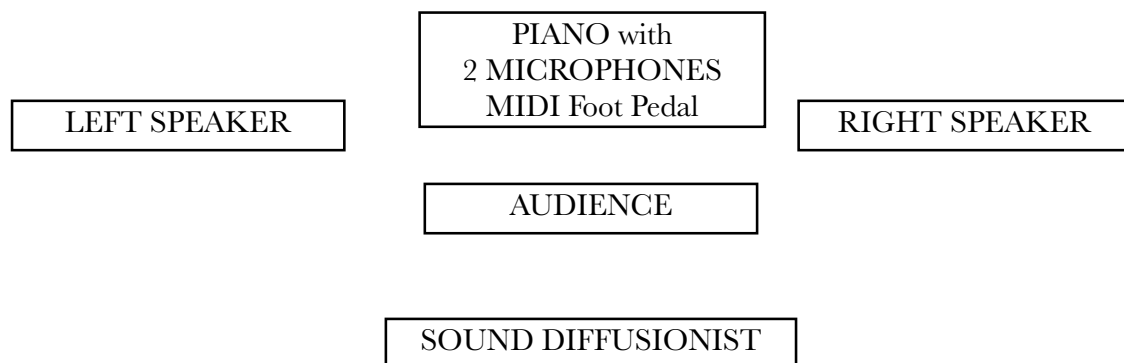 PIANO with
2 MICROPHONES
MIDI Foot Pedal
LEFT SPEAKER
RIGHT SPEAKER
AUDIENCE
SOUND DIFFUSIONIST